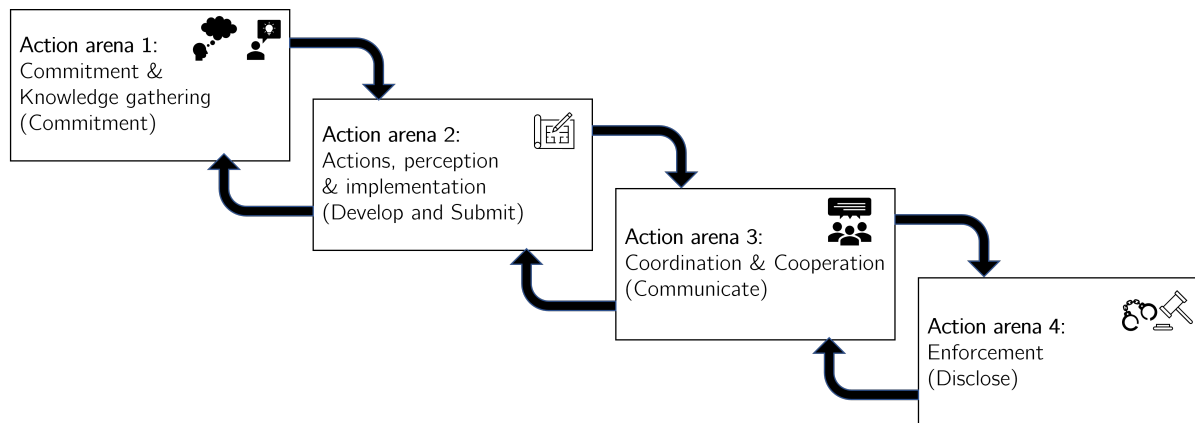 Action arena 1:
Commitment &
Knowledge gathering
(Commitment)
Action arena 2:
Actions, perception
& implementation
(Develop and Submit)
Action arena 3:
Coordination & Cooperation
(Communicate)
Action arena 4:
Enforcement
(Disclose)